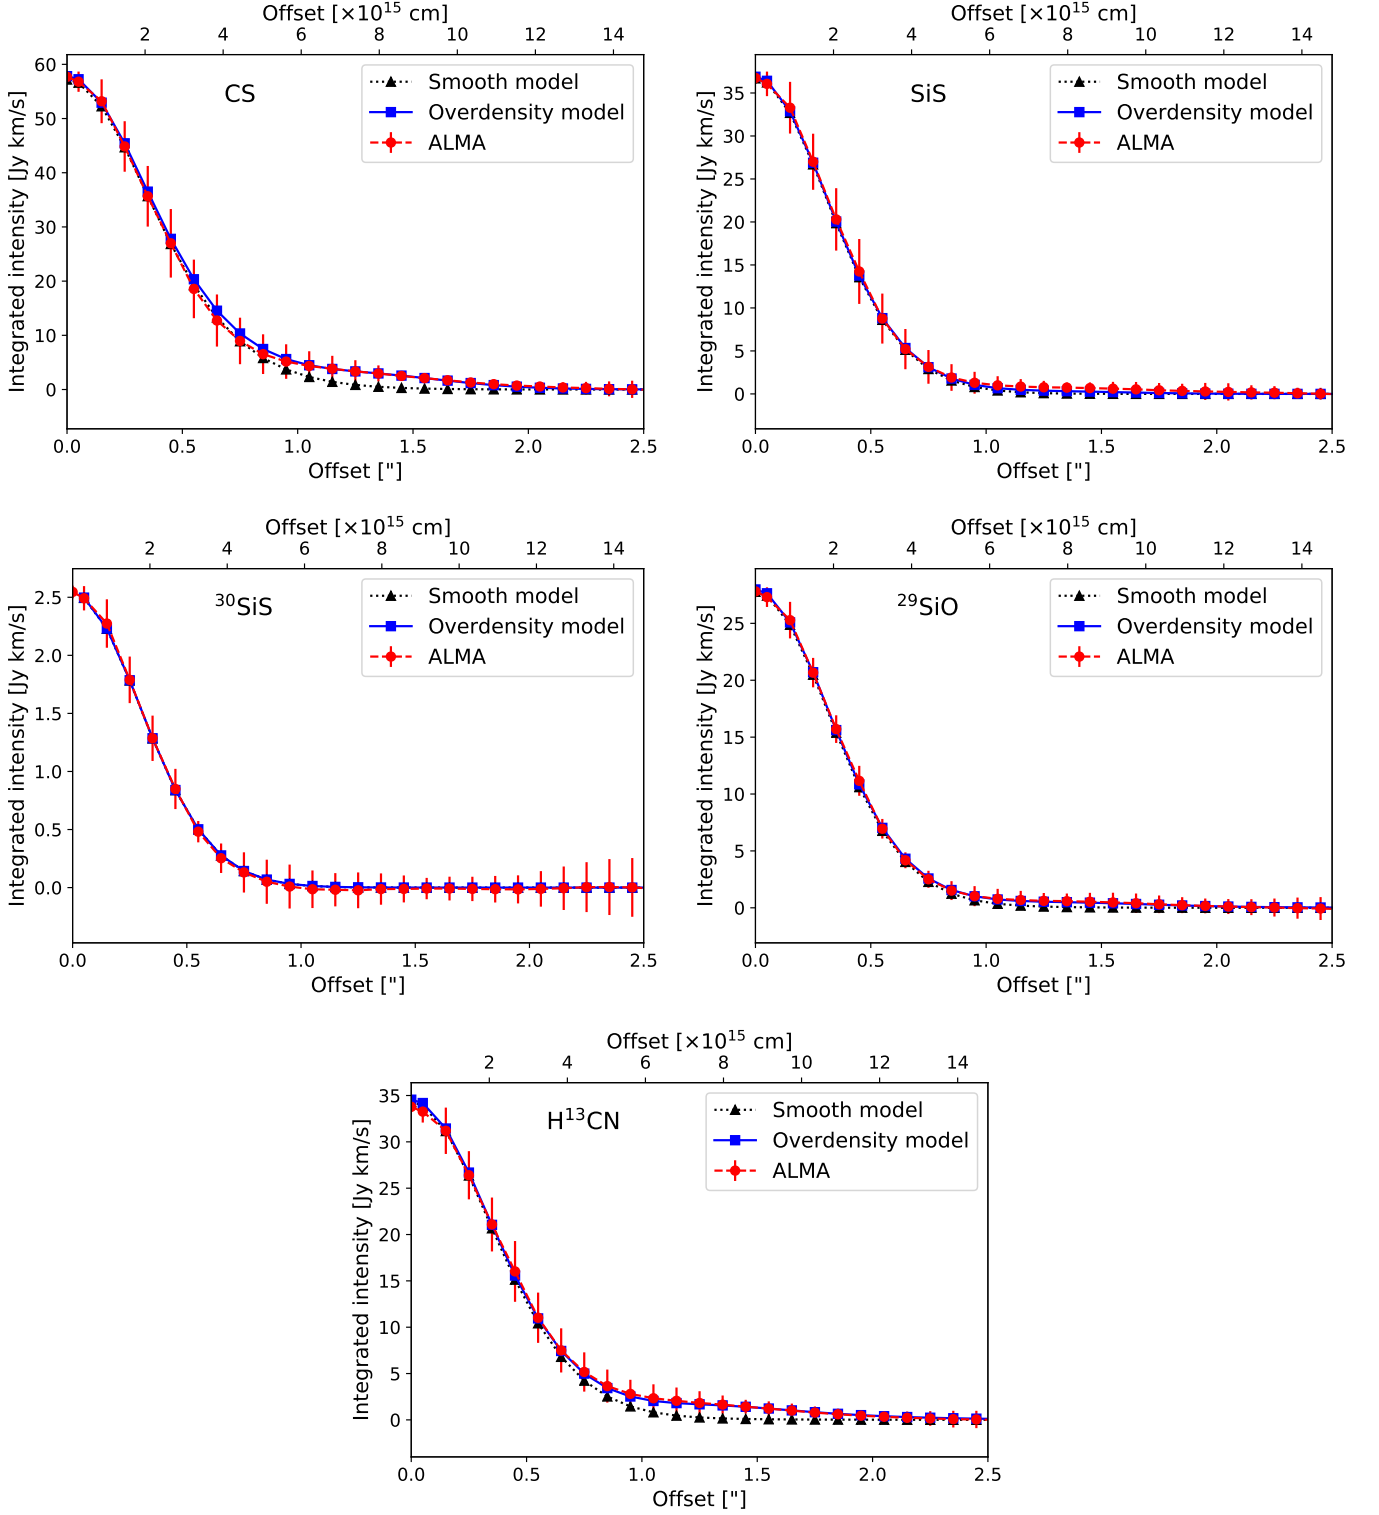 Offset [×10¹⁵ cm]
2 4 6 8 10 12 14
CS
Smooth model
Overdensity model
ALMA
Integrated intensity [Jy km/s]
60
50
40
30
20
10
0
0.0 0.5 1.0 1.5 2.0 2.5
Offset ["]
Offset [×10¹⁵ cm]
2 4 6 8 10 12 14
SiS
Smooth model
Overdensity model
ALMA
Integrated intensity [Jy km/s]
35
30
25
20
15
10
5
0
0.0 0.5 1.0 1.5 2.0 2.5
Offset ["]
Offset [×10¹⁵ cm]
2 4 6 8 10 12 14
³⁰SiS
Smooth model
Overdensity model
ALMA
Integrated intensity [Jy km/s]
2.5
2.0
1.5
1.0
0.5
0.0
0.0 0.5 1.0 1.5 2.0 2.5
Offset ["]
Offset [×10¹⁵ cm]
2 4 6 8 10 12 14
²⁹SiO
Smooth model
Overdensity model
ALMA
Integrated intensity [Jy km/s]
25
20
15
10
5
0
0.0 0.5 1.0 1.5 2.0 2.5
Offset ["]
Offset [×10¹⁵ cm]
2 4 6 8 10 12 14
H¹³CN
Smooth model
Overdensity model
ALMA
Integrated intensity [Jy km/s]
35
30
25
20
15
10
5
0
0.0 0.5 1.0 1.5 2.0 2.5
Offset ["]